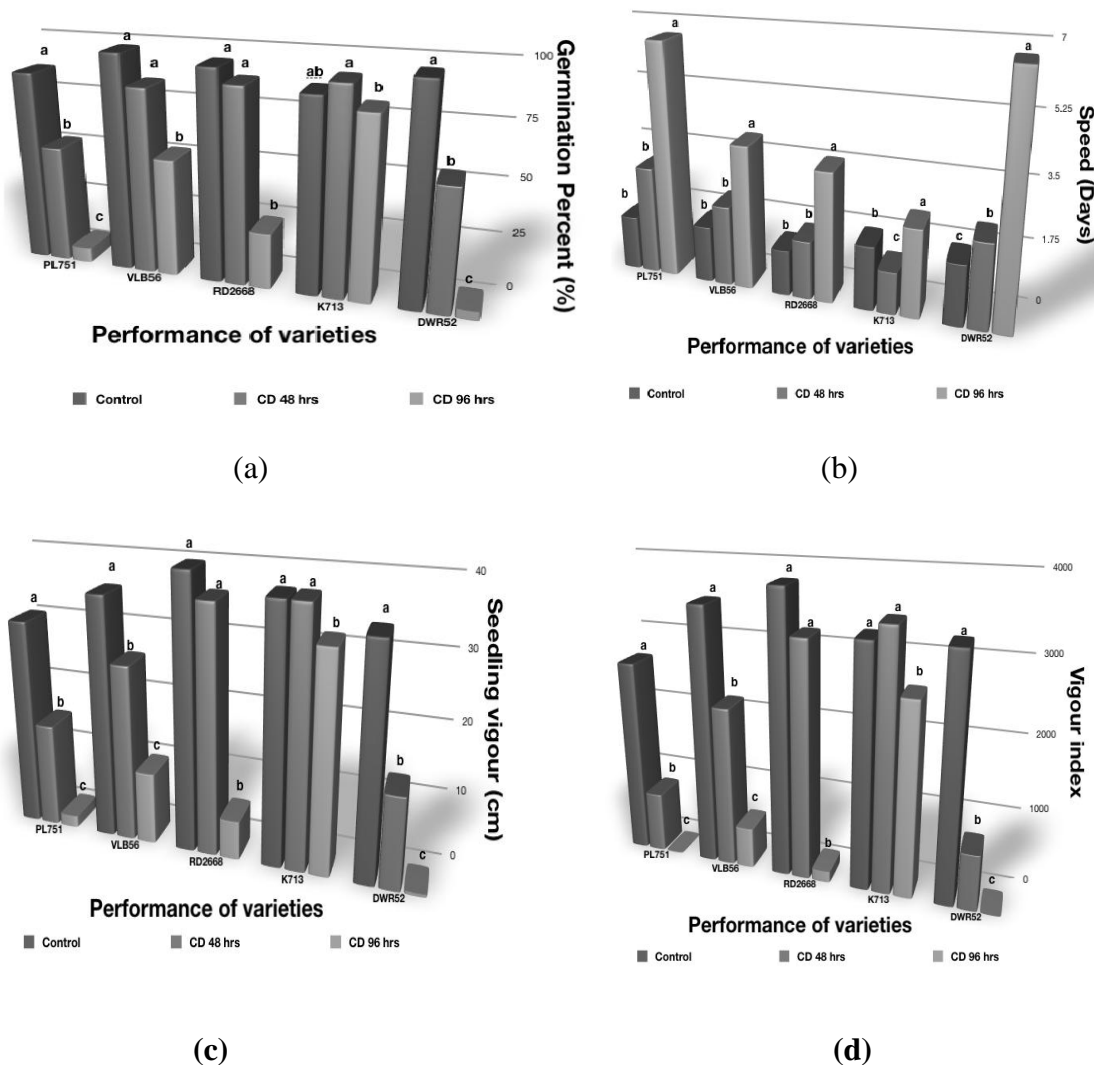 a
a
a
ab
a
a
a
a
a
b
b
b
b
b
c
c
100
75
50
25
0
Germination Percent (%)
PL751
VLB56
RD2668
K713
DWR52
Performance of varieties
Control
CD 48 hrs
CD 96 hrs
(a)
a
a
a
a
a
b
b
b
b
b
b
b
c
b
c
7
5.25
3.5
1.75
0
Speed (Days)
PL751
VLB56
RD2668
K713
DWR52
Performance of varieties
Control
CD 48 hrs
CD 96 hrs
(b)
a
b
c
a
b
c
a
a
b
a
a
b
a
b
c
40
30
20
10
0
Seedling vigour (cm)
PL751
VLB56
RD2668
K713
DWR52
Performance of varieties
Control
CD 48 hrs
CD 96 hrs
(c)
a
b
c
a
b
c
a
a
b
a
a
b
a
b
c
4000
3000
2000
1000
0
Vigour index
PL751
VLB56
RD2668
K713
DWR52
Performance of varieties
Control
CD 48 hrs
CD 96 hrs
(d)